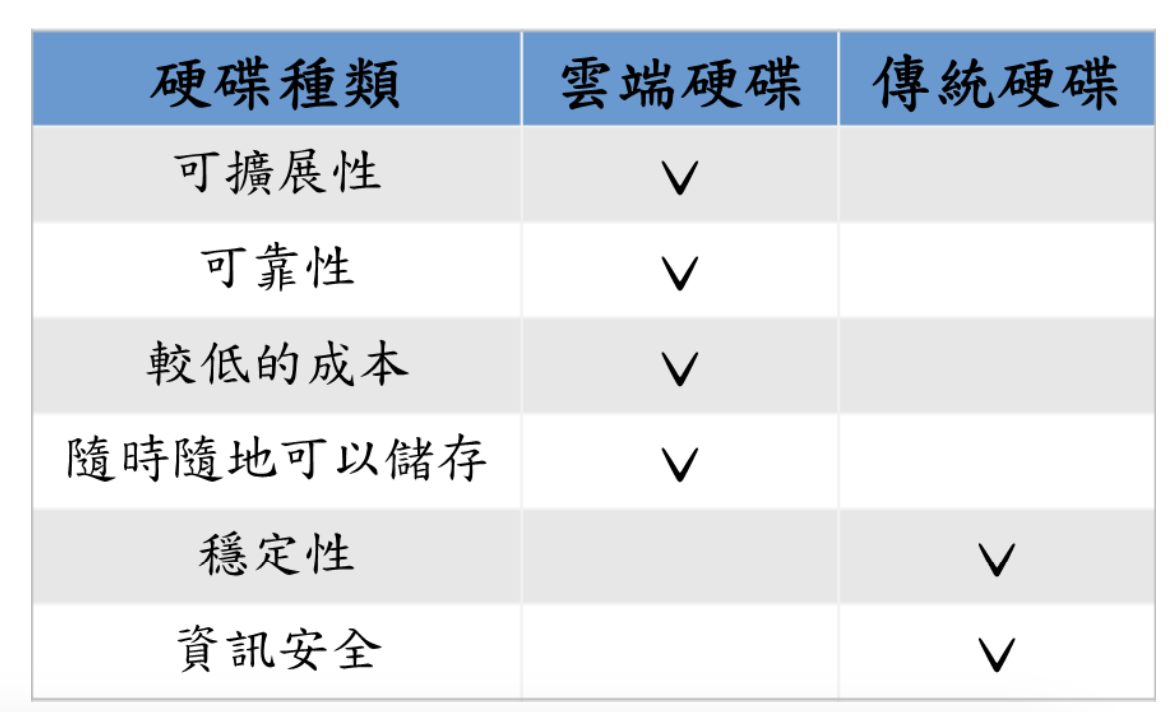 硬碟種類 雲端硬碟 傳統硬碟
可擴展性 V
可靠性 V
較低的成本 V
隨時隨地可以儲存 V
穩定性 V
資訊安全 V